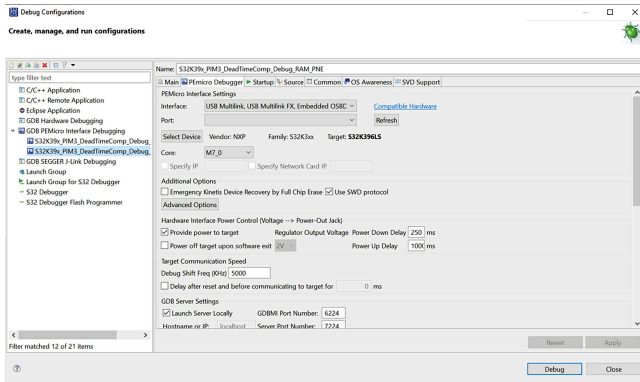 Debug Configurations
Create, manage, and run configurations
type filter text
C/C++ Application
C/C++ Remote Application
Eclipse Application
GDB Hardware Debugging
GDB PEMicro Interface Debugging
S32K39x_PIM3_DeadTimeComp_Debug_
S32K39x_PIM3_DeadTimeComp_Debug_
GDB SEGGER J-Link Debugging
Launch Group
Launch Group for S32 Debugger
S32 Debugger
S32 Debugger Flash Programmer
Filter matched 12 of 21 items
Name: S32K39x_PIM3_DeadTimeComp_Debug_RAM_PNE
Main PEmicro Debugger Startup Source Common OS Awareness SVD Support
PEMicro Interface Settings
Interface: USB Multilink, USB Multilink FX, Embedded OSBC Compatible Hardware
Port: Refresh
Select Device Vendor: NXP Family: S32K3xx Target: S32K396LS
Core: M7_0
Specify IP Specify Network Card IP
Additional Options
Emergency Kinetis Device Recovery by Full Chip Erase Use SWD protocol
Advanced Options
Hardware Interface Power Control (Voltage --> Power-Out Jack)
Provide power to target Regulator Output Voltage Power Down Delay 250 ms
Power off target upon software exit 2V Power Up Delay 100( ms
Target Communication Speed
Debug Shift Freq (KHz) 5000
Delay after reset and before communicating to target for 0 ms
GDB Server Settings
Launch Server Locally GDBMI Port Number: 6224
Hostname or IP: localhost Server Port Number: 7224
Revert Apply
Debug Close